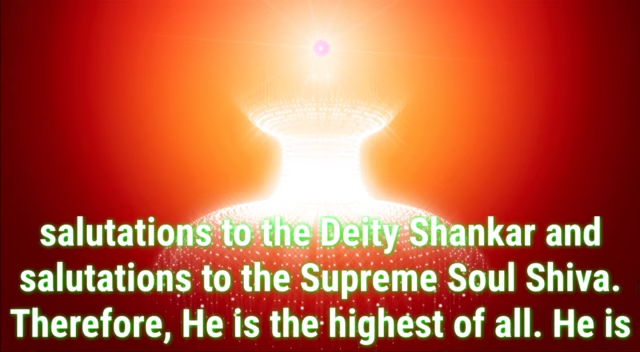 salutations to the Deity Shankar and
salutations to the Supreme Soul Shiva.
Therefore, He is the highest of all. He is